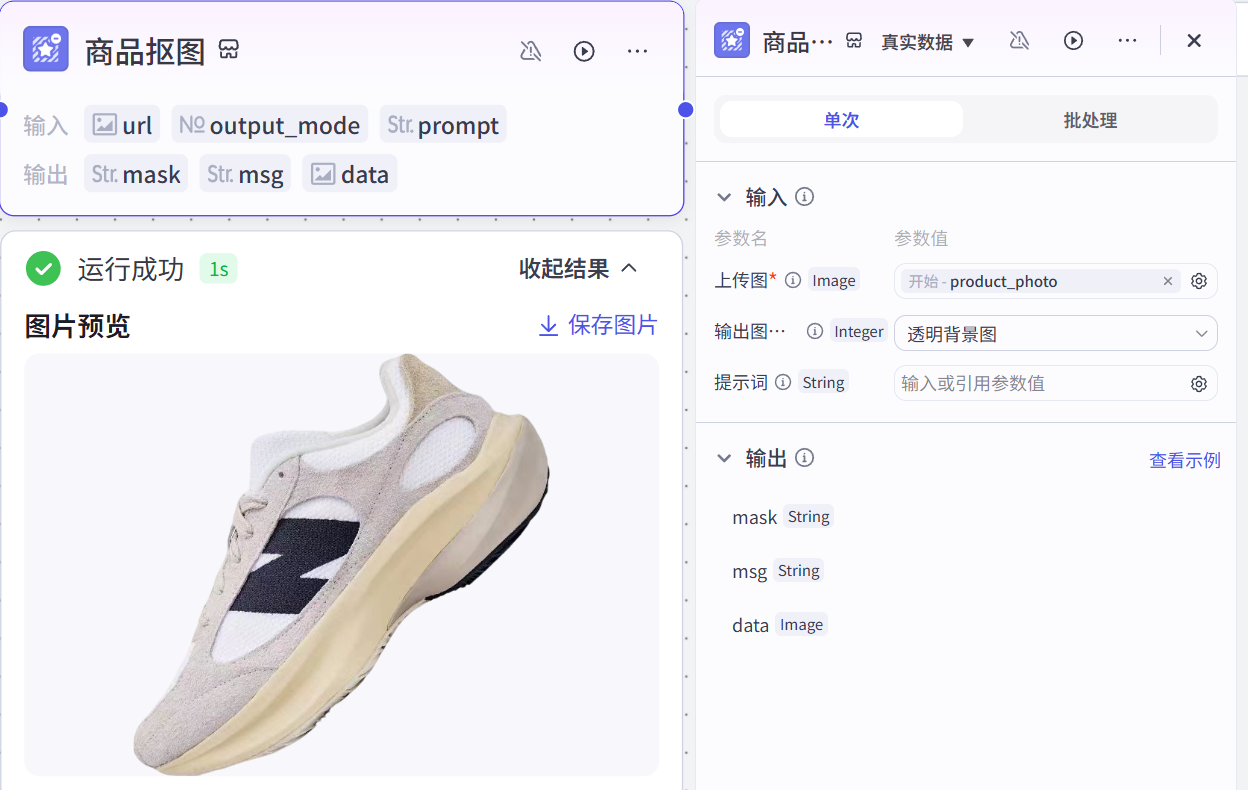 商品抠图
输入 url No output_mode Str. prompt
输出 Str. mask Str. msg data
运行成功 1s 收起结果
图片预览 保存图片
商品… 真实数据
单次 批处理
输入
参数名 参数值
上传图* Image 开始 - product_photo
输出图… Integer 透明背景图
提示词 String 输入或引用参数值
输出 查看示例
mask String
msg String
data Image